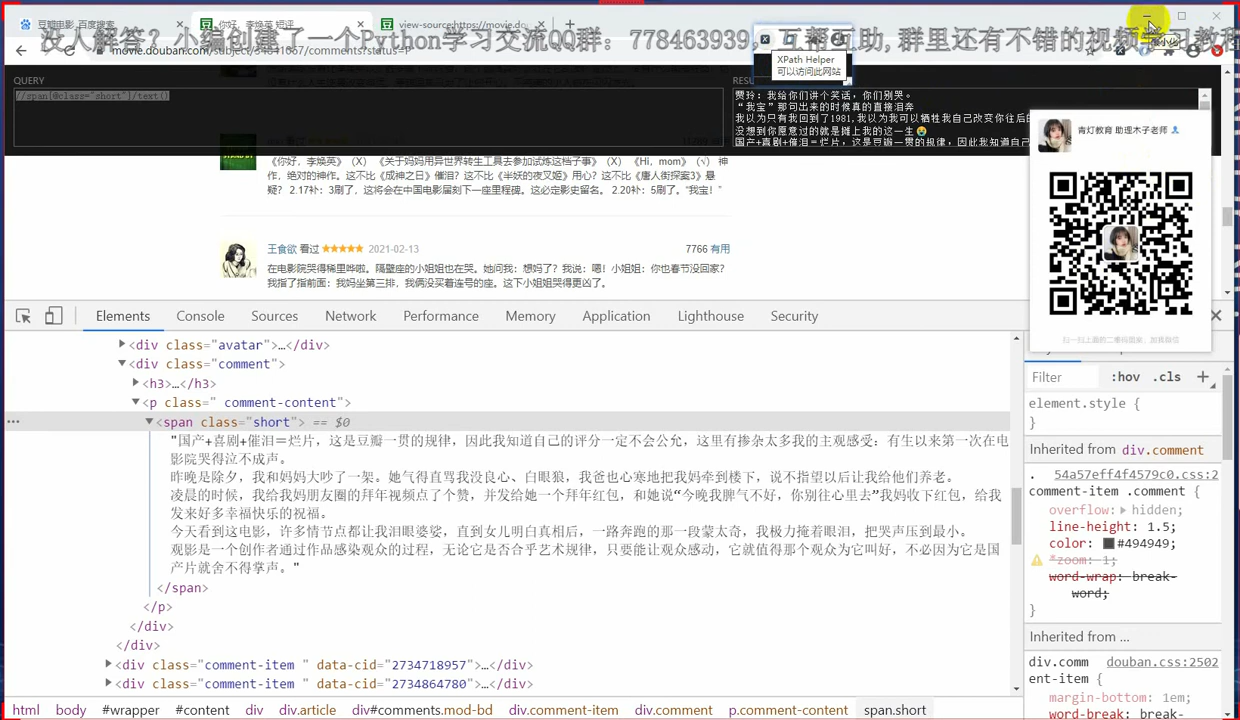 豆瓣电影_百度搜索
你好，李焕英 短评
view-source:https://movie.do
没人解答？小编创建了一个Python学习交流QQ群：778463939
互帮互助,群里还有不错的视频学习教程
movie.douban.com/subject/34841067/comments?status=P
XPath Helper
可以访问此网站
QUERY
//span[@class="short"]/text()
贾玲：我给你们讲个笑话，你们别哭。
“我宝”那句出来的时候真的直接泪奔
我以为只有我回到了1981,我以为我可以牺牲我自己改变你往后的
没想到你愿意过的就是摊上我的这一生😭
国产+喜剧+催泪＝烂片，这是豆瓣一贯的规律，因此我知道自己
青灯教育 助理木子老师
扫一扫上面的二维码图案，加我微信
《你好，李焕英》（X） 《关于妈妈用异世界转生工具去参加试炼这档子事》（X） 《Hi，mom》（√） 神
作，绝对的神作。这不比《成神之日》催泪？这不比《半妖的夜叉姬》用心？这不比《唐人街探案3》悬
疑？ 2.17补：3刷了，这将会在中国电影届刻下一座里程碑。这必定影史留名。 2.20补：5刷了。“我宝！”
王食欲 看过 ★★★★★ 2021-02-13
7766 有用
在电影院哭得稀里哗啦。隔壁座的小姐姐也在哭。她问我：想妈了？我说：嗯！小姐姐：你也春节没回家？
我指了指前面：我妈坐第三排，我俩没买着连号的座。这下小姐姐哭得更凶了。
Elements Console Sources Network Performance Memory Application Lighthouse Security
<div class="avatar">…</div>
<div class="comment">
<h3>…</h3>
<p class=" comment-content">
<span class="short"> == $0
"国产+喜剧+催泪＝烂片，这是豆瓣一贯的规律，因此我知道自己的评分一定不会公允，这里有掺杂太多我的主观感受：有生以来第一次在电
影院哭得泣不成声。
昨晚是除夕，我和妈妈大吵了一架。她气得直骂我没良心、白眼狼，我爸也心寒地把我妈牵到楼下，说不指望以后让我给他们养老。
凌晨的时候，我给我妈朋友圈的拜年视频点了个赞，并发给她一个拜年红包，和她说“今晚我脾气不好，你别往心里去”我妈收下红包，给我
发来好多幸福快乐的祝福。
今天看到这电影，许多情节点都让我泪眼婆娑，直到女儿明白真相后，一路奔跑的那一段蒙太奇，我极力掩着眼泪，把哭声压到最小。
观影是一个创作者通过作品感染观众的过程，无论它是否合乎艺术规律，只要能让观众感动，它就值得那个观众为它叫好，不必因为它是国
产片就舍不得掌声。"
</span>
</p>
</div>
</div>
<div class="comment-item " data-cid="2734718957">…</div>
<div class="comment-item " data-cid="2734864780">…</div>
html body #wrapper #content div div.article div#comments.mod-bd div.comment-item div.comment p.comment-content span.short
Filter :hov .cls +
element.style {
}
Inherited from div.comment
. 54a57eff4f4579c0.css:2
comment-item .comment {
overflow: hidden;
line-height: 1.5;
color: #494949;
*zoom: 1;
word-wrap: break-
word;
}
Inherited from …
div.comm douban.css:2502
ent-item {
margin-bottom: 1em;
word-break: break-